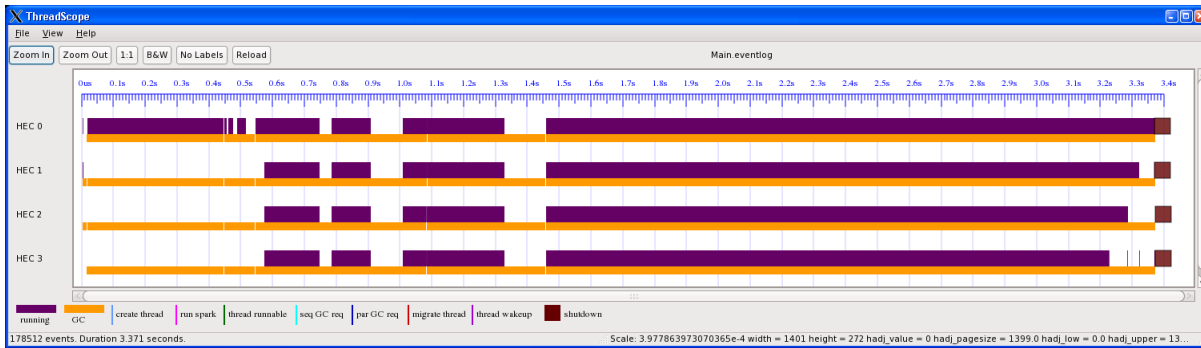 ThreadScope
File View Help
Zoom In Zoom Out 1:1 B&W No Labels Reload Main.eventlog
0us 0.1s 0.2s 0.3s 0.4s 0.5s 0.6s 0.7s 0.8s 0.9s 1.0s 1.1s 1.2s 1.3s 1.4s 1.5s 1.6s 1.7s 1.8s 1.9s 2.0s 2.1s 2.2s 2.3s 2.4s 2.5s 2.6s 2.7s 2.8s 2.9s 3.0s 3.1s 3.2s 3.3s 3.4s
HEC 0
HEC 1
HEC 2
HEC 3
running GC create thread run spark thread runnable seq GC req par GC req migrate thread thread wakeup shutdown
178512 events. Duration 3.371 seconds. Scale: 3.977863973070365e-4 width = 1401 height = 272 hadj_value = 0 hadj_pagesize = 1399.0 hadj_low = 0.0 hadj_upper = 13...